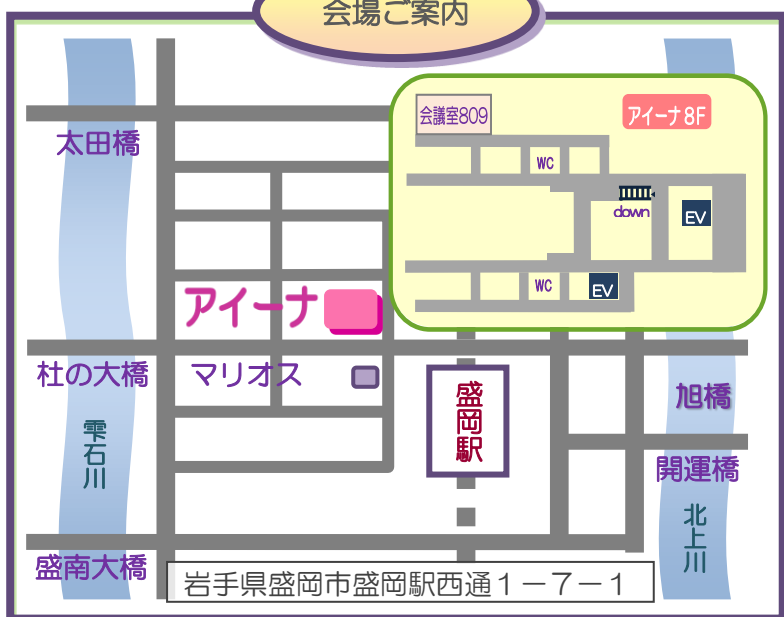 会場ご案内
太田橋
会議室809
アイーナ8F
WC
down
EV
WC
EV
アイーナ
杜の大橋
マリオス
盛岡駅
旭橋
雫石川
開運橋
北上川
盛南大橋
岩手県盛岡市盛岡駅西通1－7－1